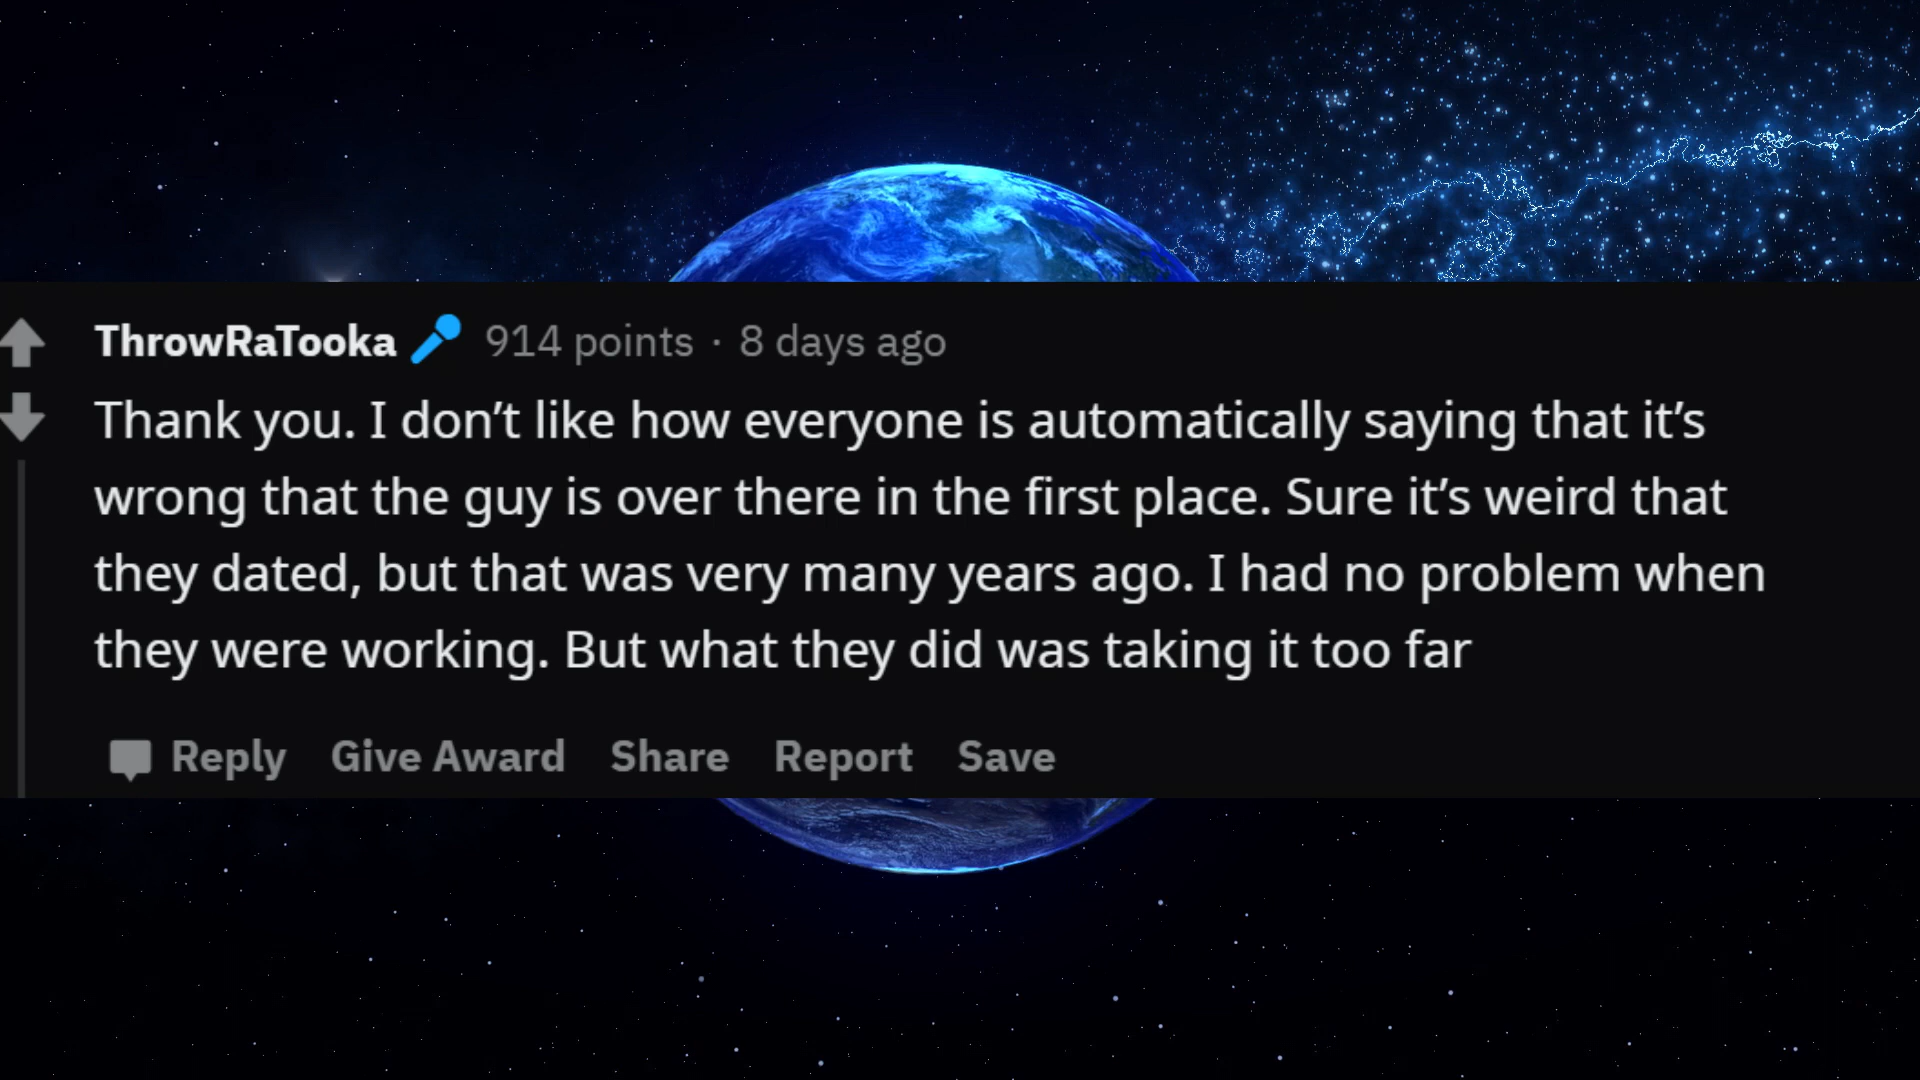 ThrowRaTooka 914 points · 8 days ago
Thank you. I don’t like how everyone is automatically saying that it’s
wrong that the guy is over there in the first place. Sure it’s weird that
they dated, but that was very many years ago. I had no problem when
they were working. But what they did was taking it too far
Reply Give Award Share Report Save